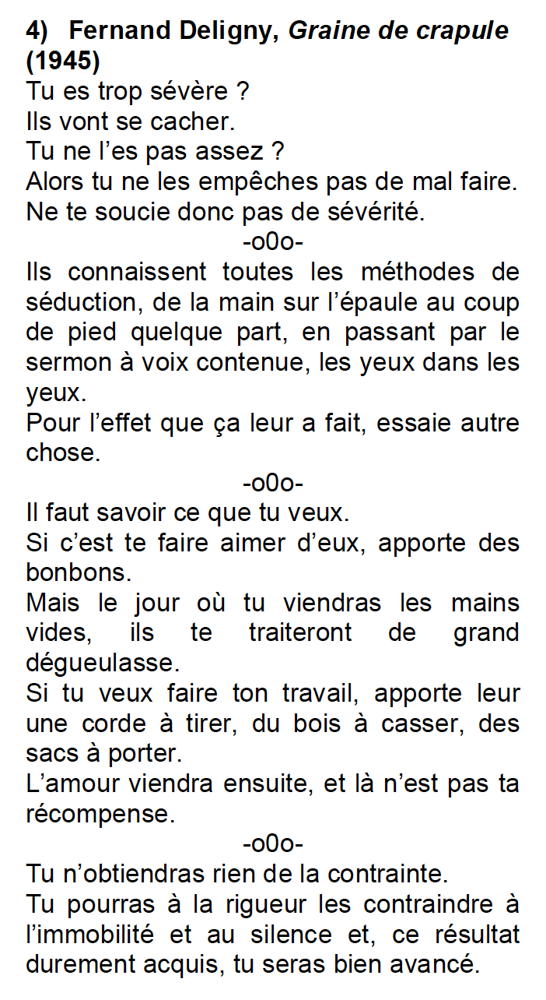 4) Fernand Deligny, Graine de crapule
(1945)
Tu es trop sévère ?
Ils vont se cacher.
Tu ne l’es pas assez ?
Alors tu ne les empêches pas de mal faire.
Ne te soucie donc pas de sévérité.
-o0o-
Ils connaissent toutes les méthodes de
séduction, de la main sur l’épaule au coup
de pied quelque part, en passant par le
sermon à voix contenue, les yeux dans les
yeux.
Pour l’effet que ça leur a fait, essaie autre
chose.
-o0o-
Il faut savoir ce que tu veux.
Si c’est te faire aimer d’eux, apporte des
bonbons.
Mais le jour où tu viendras les mains
vides, ils te traiteront de grand
dégueulasse.
Si tu veux faire ton travail, apporte leur
une corde à tirer, du bois à casser, des
sacs à porter.
L’amour viendra ensuite, et là n’est pas ta
récompense.
-o0o-
Tu n’obtiendras rien de la contrainte.
Tu pourras à la rigueur les contraindre à
l’immobilité et au silence et, ce résultat
durement acquis, tu seras bien avancé.